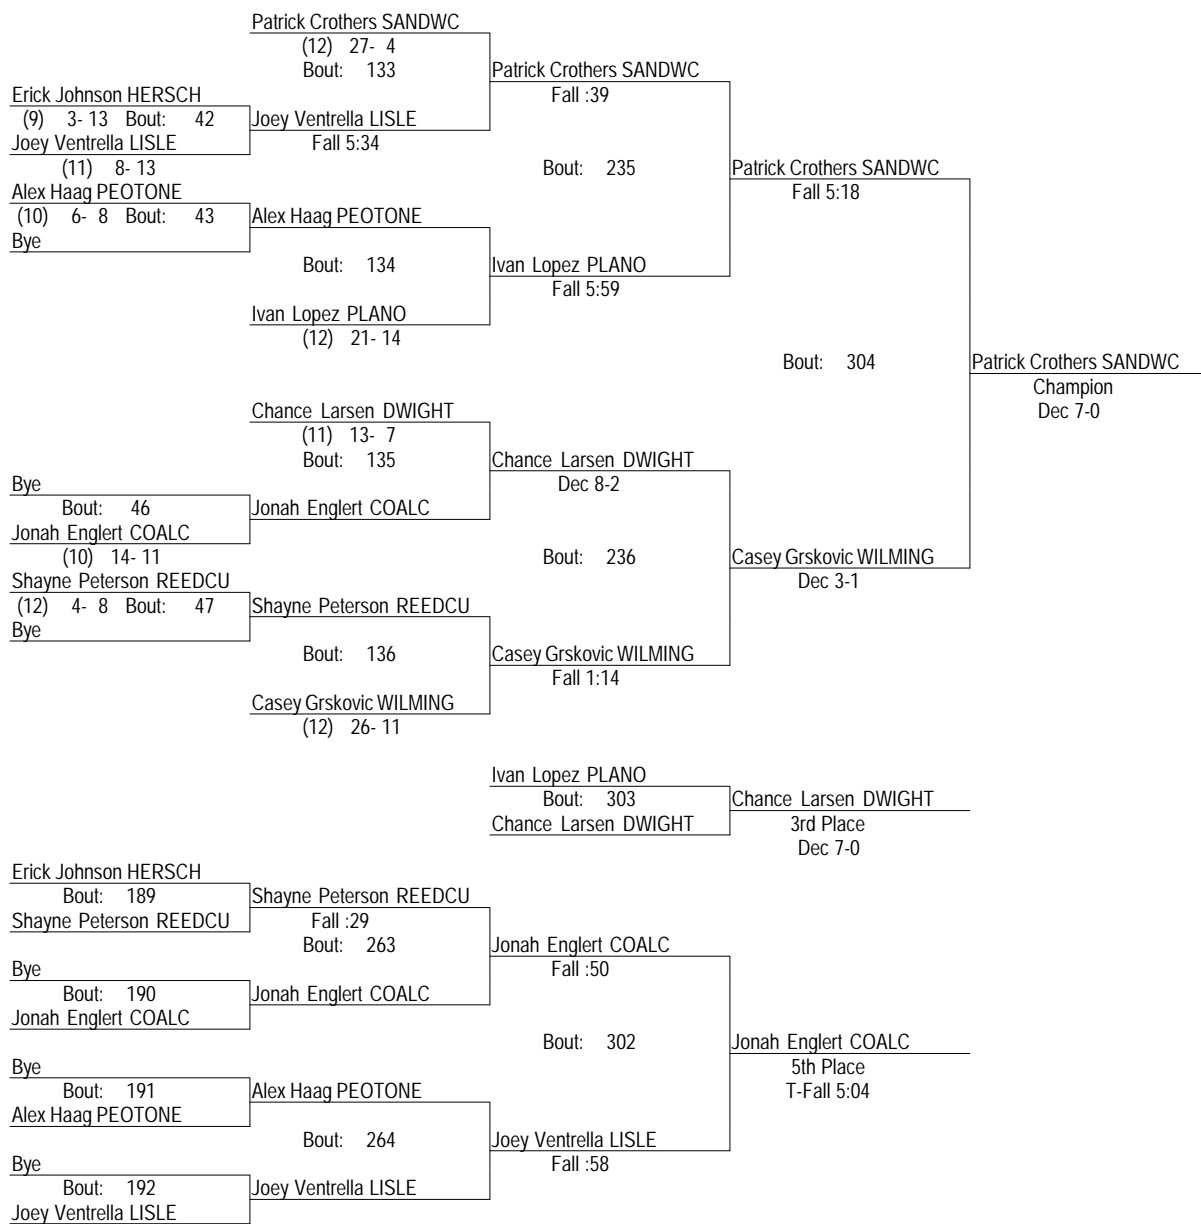 Patrick Crothers SANDWC
(12) 27- 4
Bout: 133
Patrick Crothers SANDWC
Fall :39
Erick Johnson HERSCH
(9) 3- 13 Bout: 42
Joey Ventrella LISLE
Joey Ventrella LISLE
Fall 5:34
(11) 8- 13
Bout: 235
Patrick Crothers SANDWC
Fall 5:18
Alex Haag PEOTONE
(10) 6- 8 Bout: 43
Alex Haag PEOTONE
Bye
Bout: 134
Ivan Lopez PLANO
Fall 5:59
Ivan Lopez PLANO
(12) 21- 14
Bout: 304
Patrick Crothers SANDWC
Champion
Dec 7-0
Chance Larsen DWIGHT
(11) 13- 7
Bout: 135
Chance Larsen DWIGHT
Dec 8-2
Bye
Bout: 46
Jonah Englert COALC
Jonah Englert COALC
(10) 14- 11
Bout: 236
Casey Grskovic WILMING
Dec 3-1
Shayne Peterson REEDCU
(12) 4- 8 Bout: 47
Shayne Peterson REEDCU
Bye
Bout: 136
Casey Grskovic WILMING
Fall 1:14
Casey Grskovic WILMING
(12) 26- 11
Ivan Lopez PLANO
Bout: 303
Chance Larsen DWIGHT
Chance Larsen DWIGHT
3rd Place
Dec 7-0
Erick Johnson HERSCH
Bout: 189
Shayne Peterson REEDCU
Shayne Peterson REEDCU
Fall :29
Bout: 263
Jonah Englert COALC
Fall :50
Bye
Bout: 190
Jonah Englert COALC
Jonah Englert COALC
Bout: 302
Jonah Englert COALC
5th Place
T-Fall 5:04
Bye
Bout: 191
Alex Haag PEOTONE
Alex Haag PEOTONE
Bout: 264
Joey Ventrella LISLE
Fall :58
Bye
Bout: 192
Joey Ventrella LISLE
Joey Ventrella LISLE